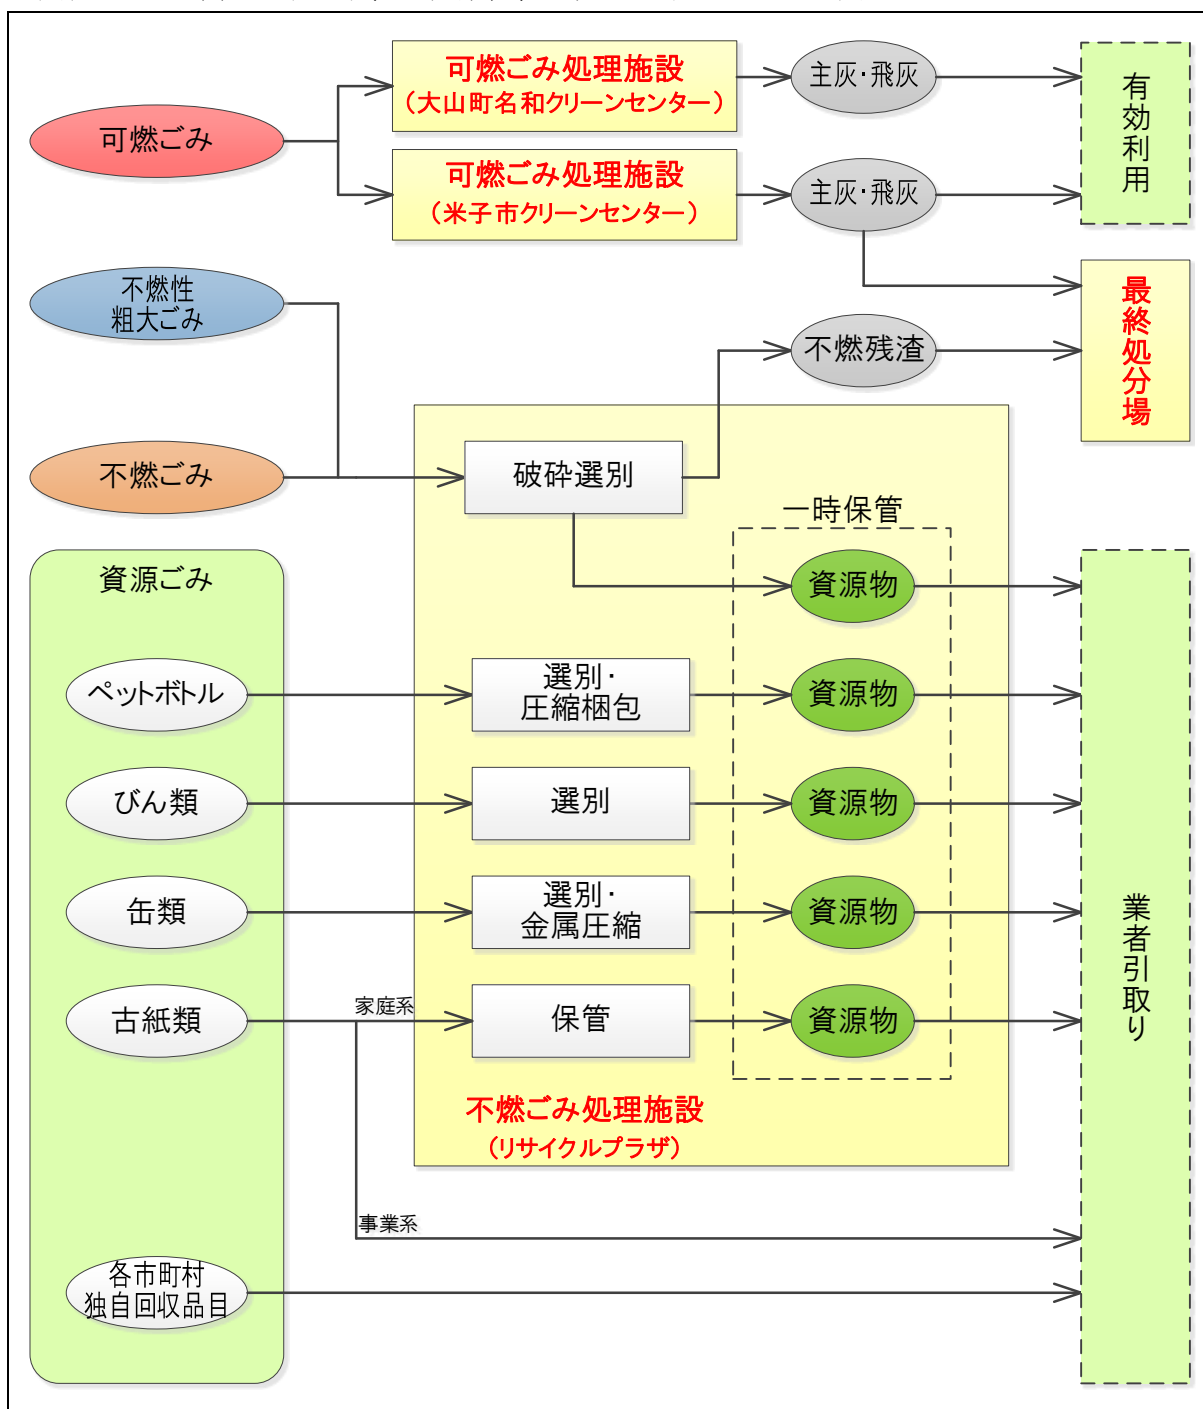 可燃ごみ
可燃ごみ処理施設
（大山町名和クリーンセンター）
主灰・飛灰
有効利用
可燃ごみ処理施設
（米子市クリーンセンター）
主灰・飛灰
不燃性
粗大ごみ
最終処分場
不燃残渣
不燃ごみ
破砕選別
一時保管
資源ごみ
資源物
ペットボトル
選別・
圧縮梱包
資源物
びん類
選別
資源物
缶類
選別・
金属圧縮
資源物
業者引取り
古紙類
家庭系
保管
資源物
不燃ごみ処理施設
（リサイクルプラザ）
事業系
各市町村
独自回収品目